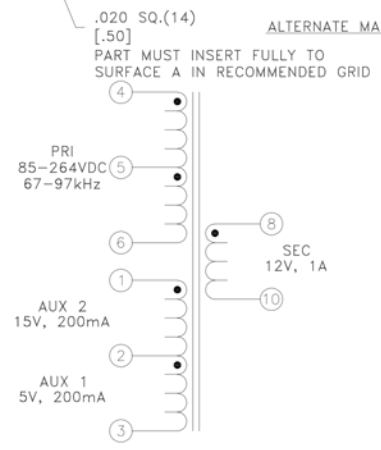 .020 SQ.(14)
[.50]
ALTERNATE MA
PART MUST INSERT FULLY TO
SURFACE A IN RECOMMENDED GRID
4
PRI
85-264VDC
67-97kHz
5
6
8
SEC
12V, 1A
10
1
AUX 2
15V, 200mA
2
AUX 1
5V, 200mA
3